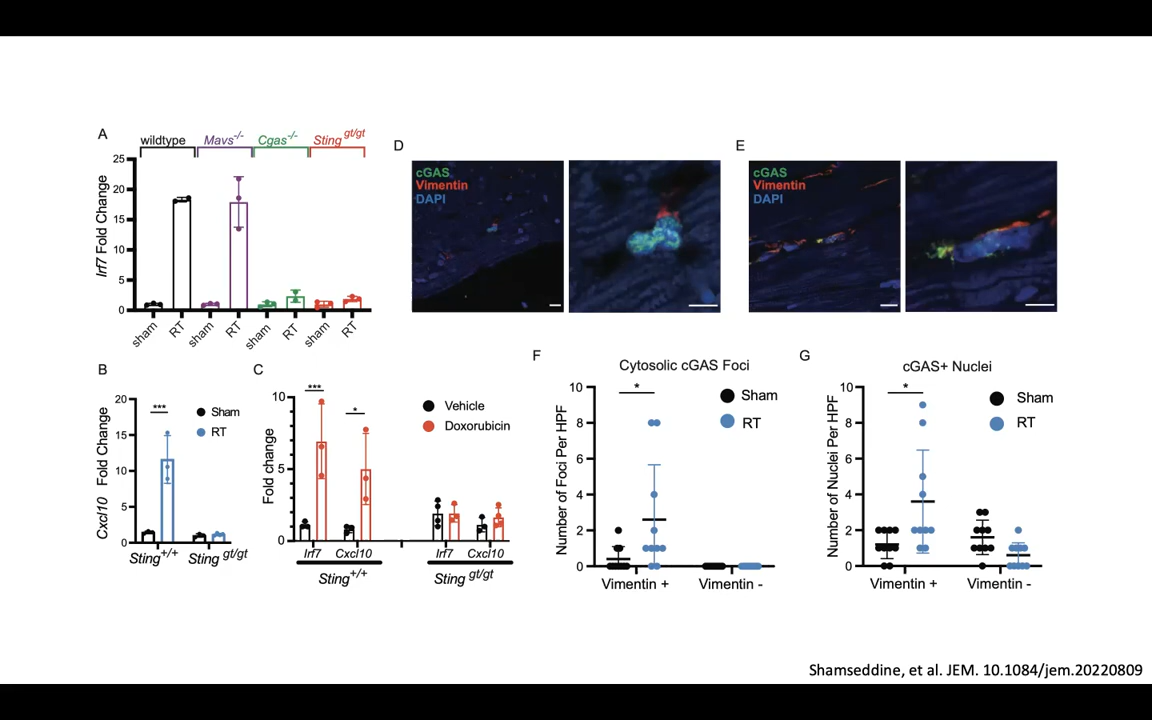 A
wildtype Mavs-/- Cgas-/- Sting gt/gt
Irf7 Fold Change
25
20
15
10
5
0
sham RT sham RT sham RT sham RT
B
Cxcl10 Fold Change
20
15
10
5
0
***
Sham
RT
Sting+/+ Sting gt/gt
C
Fold change
10
5
0
***
*
Vehicle
Doxorubicin
Irf7 Cxcl10 Irf7 Cxcl10
Sting+/+ Sting gt/gt
D
cGAS
Vimentin
DAPI
E
cGAS
Vimentin
DAPI
F
Cytosolic cGAS Foci
Number of Foci Per HPF
10
8
6
4
2
0
*
Sham
RT
Vimentin + Vimentin -
G
cGAS+ Nuclei
Number of Nuclei Per HPF
10
8
6
4
2
0
*
Sham
RT
Vimentin + Vimentin -
Shamseddine, et al. JEM. 10.1084/jem.20220809